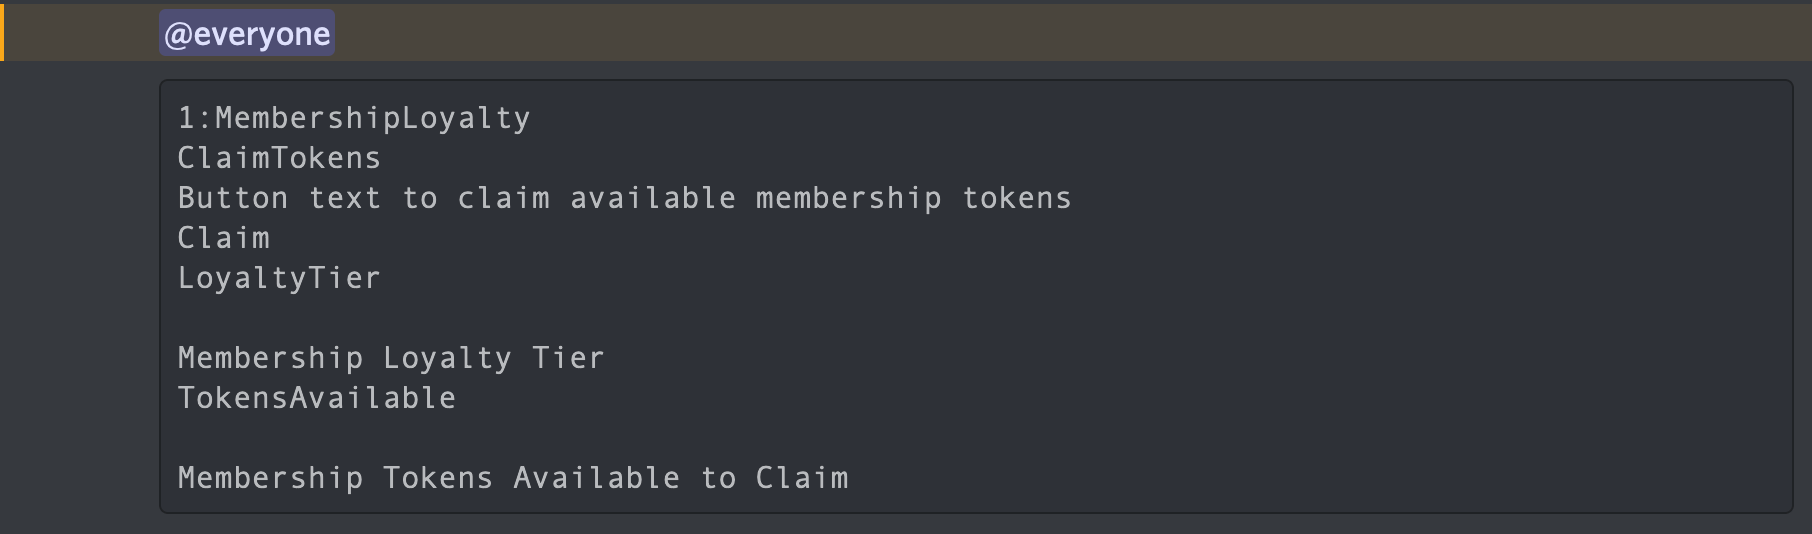 @everyone
1:MembershipLoyalty
ClaimTokens
Button text to claim available membership tokens
Claim
LoyaltyTier
Membership Loyalty Tier
TokensAvailable
Membership Tokens Available to Claim